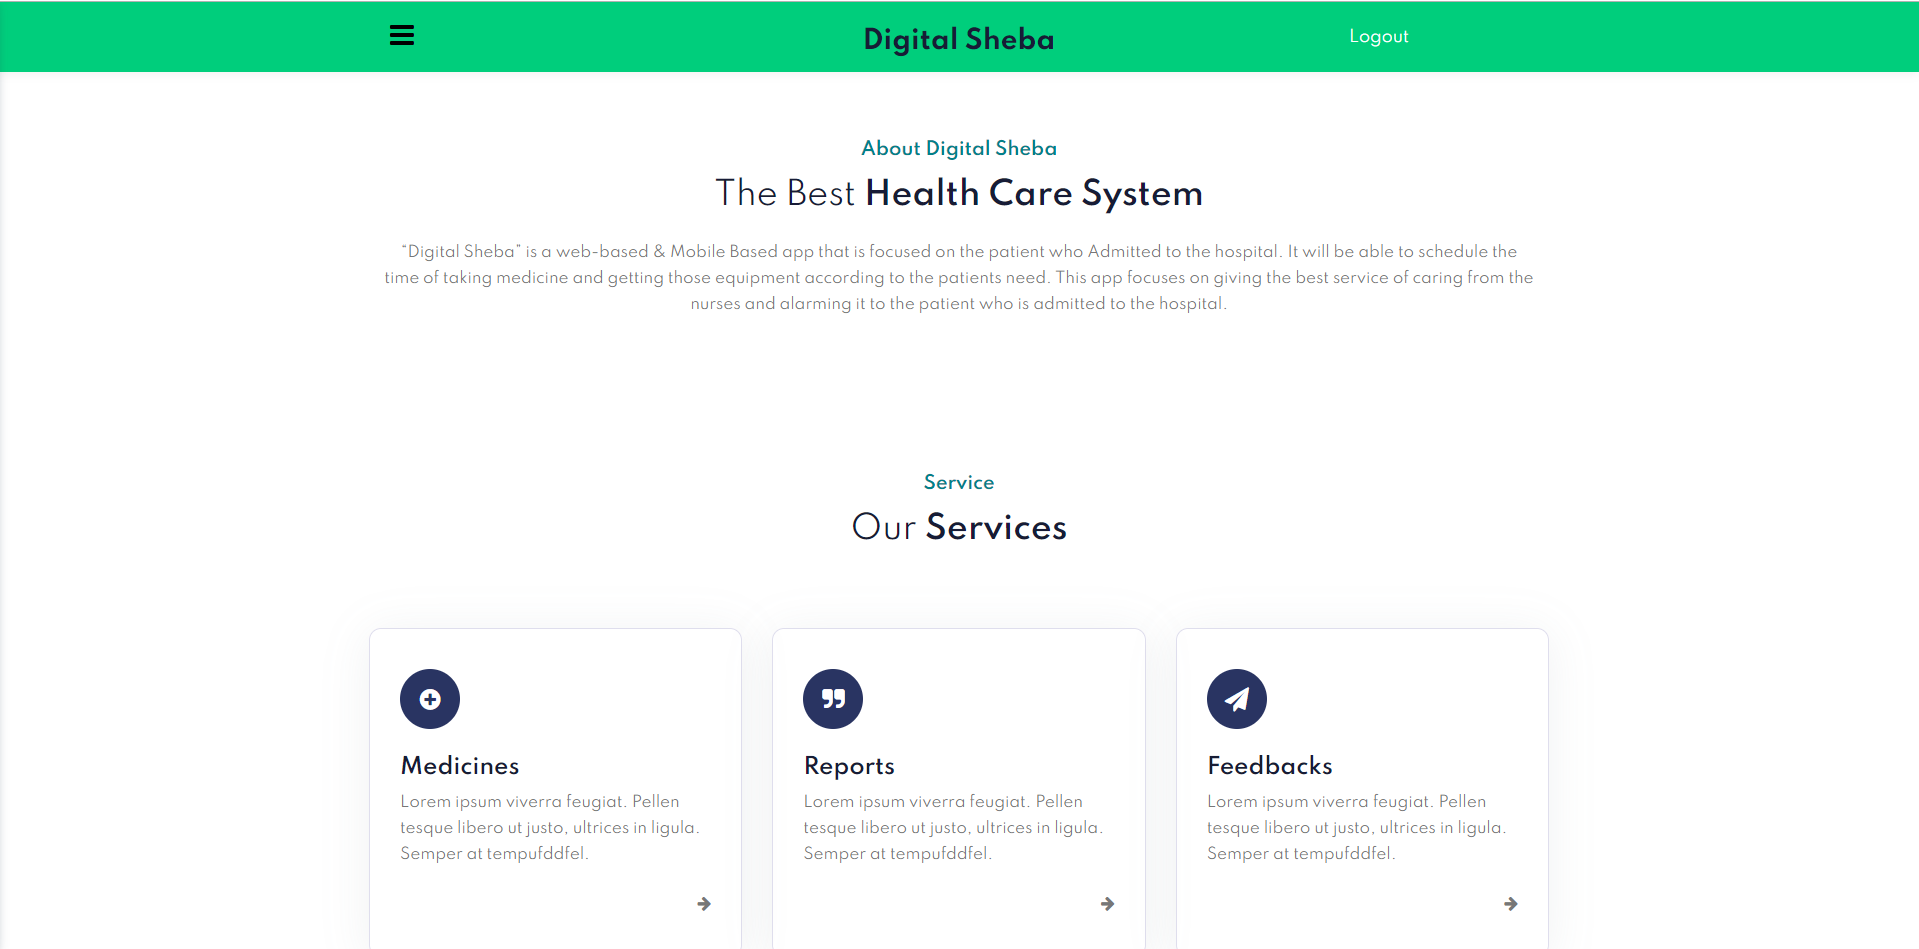 Digital Sheba
Logout
About Digital Sheba
The Best Health Care System
“Digital Sheba” is a web-based & Mobile Based app that is focused on the patient who Admitted to the hospital. It will be able to schedule the
time of taking medicine and getting those equipment according to the patients need. This app focuses on giving the best service of caring from the
nurses and alarming it to the patient who is admitted to the hospital.
Service
Our Services
Medicines
Lorem ipsum viverra feugiat. Pellen
tesque libero ut justo, ultrices in ligula.
Semper at tempufddfel.
Reports
Lorem ipsum viverra feugiat. Pellen
tesque libero ut justo, ultrices in ligula.
Semper at tempufddfel.
Feedbacks
Lorem ipsum viverra feugiat. Pellen
tesque libero ut justo, ultrices in ligula.
Semper at tempufddfel.